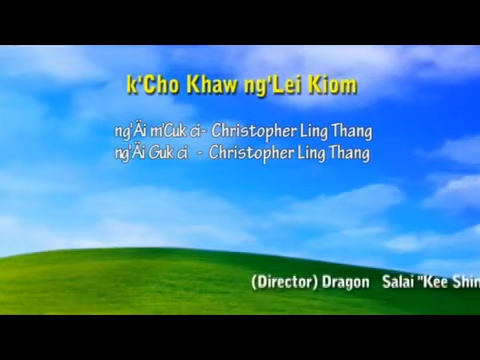 k'Cho Khaw ng'Lei Kiom
ng'Äi m'Cuk ci- Christopher Ling Thang
ng'Äi Guk ci - Christopher Ling Thang
(Director) Dragon Salai "Kee Shin